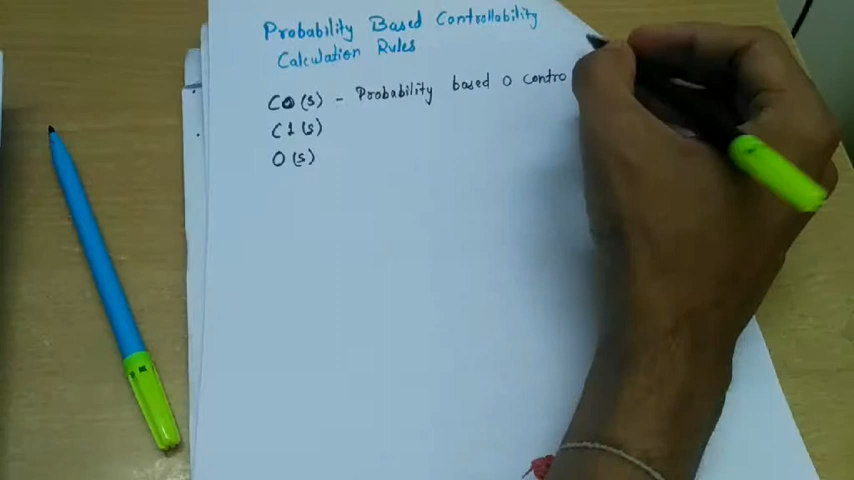 Probability Based Controllability
Calculation Rules
C0(s) - Probability based 0 contro
C1(s)
O(s)